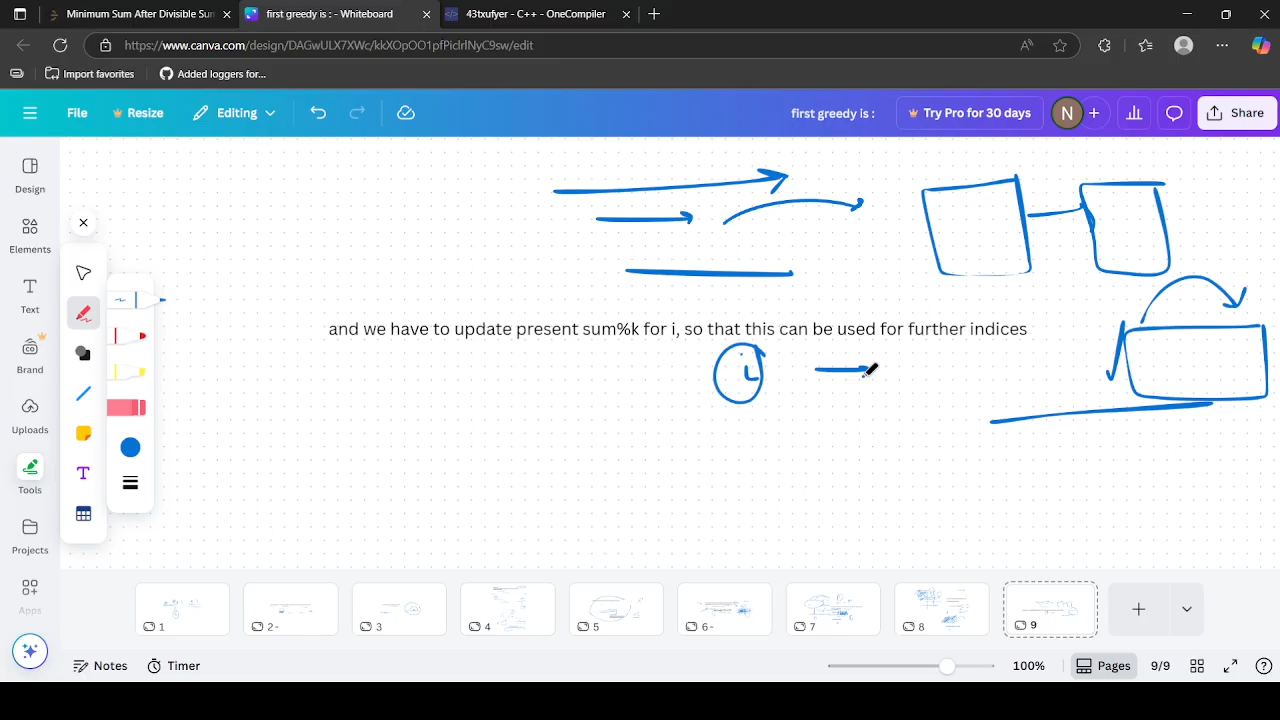 Minimum Sum After Divisible Sun
first greedy is : - Whiteboard
43txufyer - C++ - OneCompiler
https://www.canva.com/design/DAGwULX7XWc/kkXOpOO1pfPiclrlNyC9sw/edit
Import favorites
Added loggers for...
File
Resize
Editing
first greedy is :
N
Try Pro for 30 days
Share
Design
Elements
Text
Brand
Uploads
Tools
Projects
Apps
and we have to update present sum%k for i, so that this can be used for further indices
i
1
2-
3
4
5
6-
7
8
9
Notes
Timer
100%
Pages
9/9